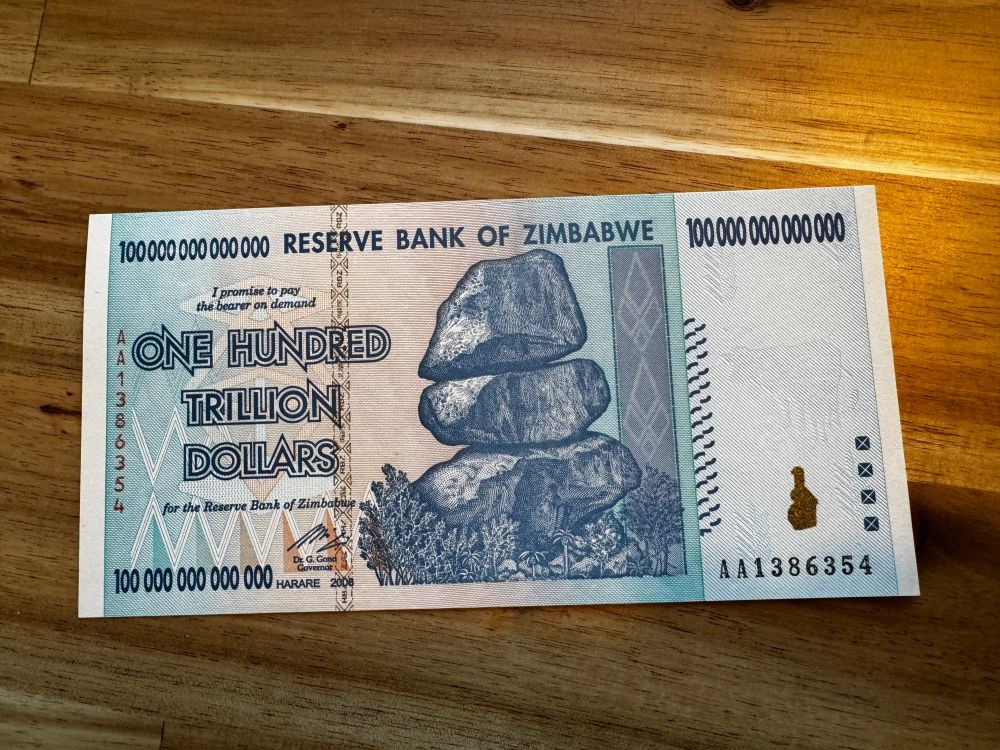 100 000 000 000 000 RESERVE BANK OF ZIMBABWE 100 000 000 000 000
I promise to pay
the bearer on demand
ONE HUNDRED
TRILLION
DOLLARS
for the Reserve Bank of Zimbabwe
Dr. G. Gono
Governor
100 000 000 000 000 HARARE 2008
AA1386354
AA1386354